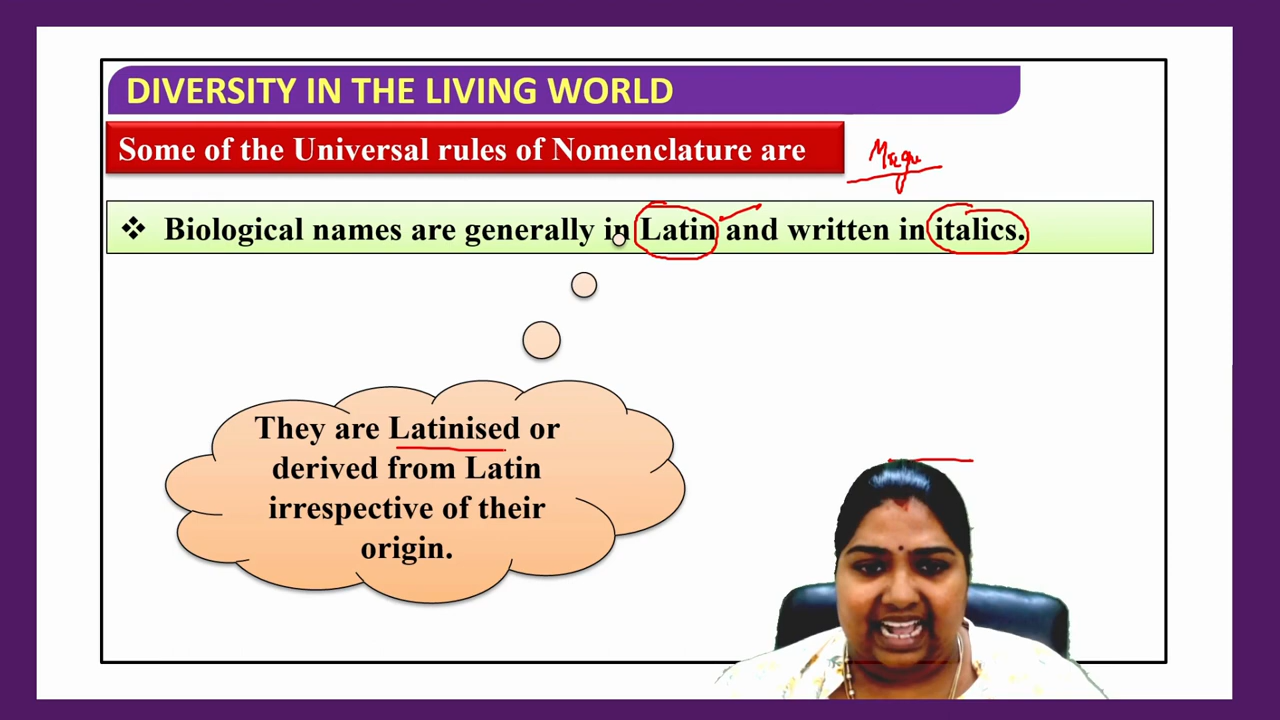 DIVERSITY IN THE LIVING WORLD
Some of the Universal rules of Nomenclature are
❖ Biological names are generally in Latin and written in italics.
They are Latinised or
derived from Latin
irrespective of their
origin.